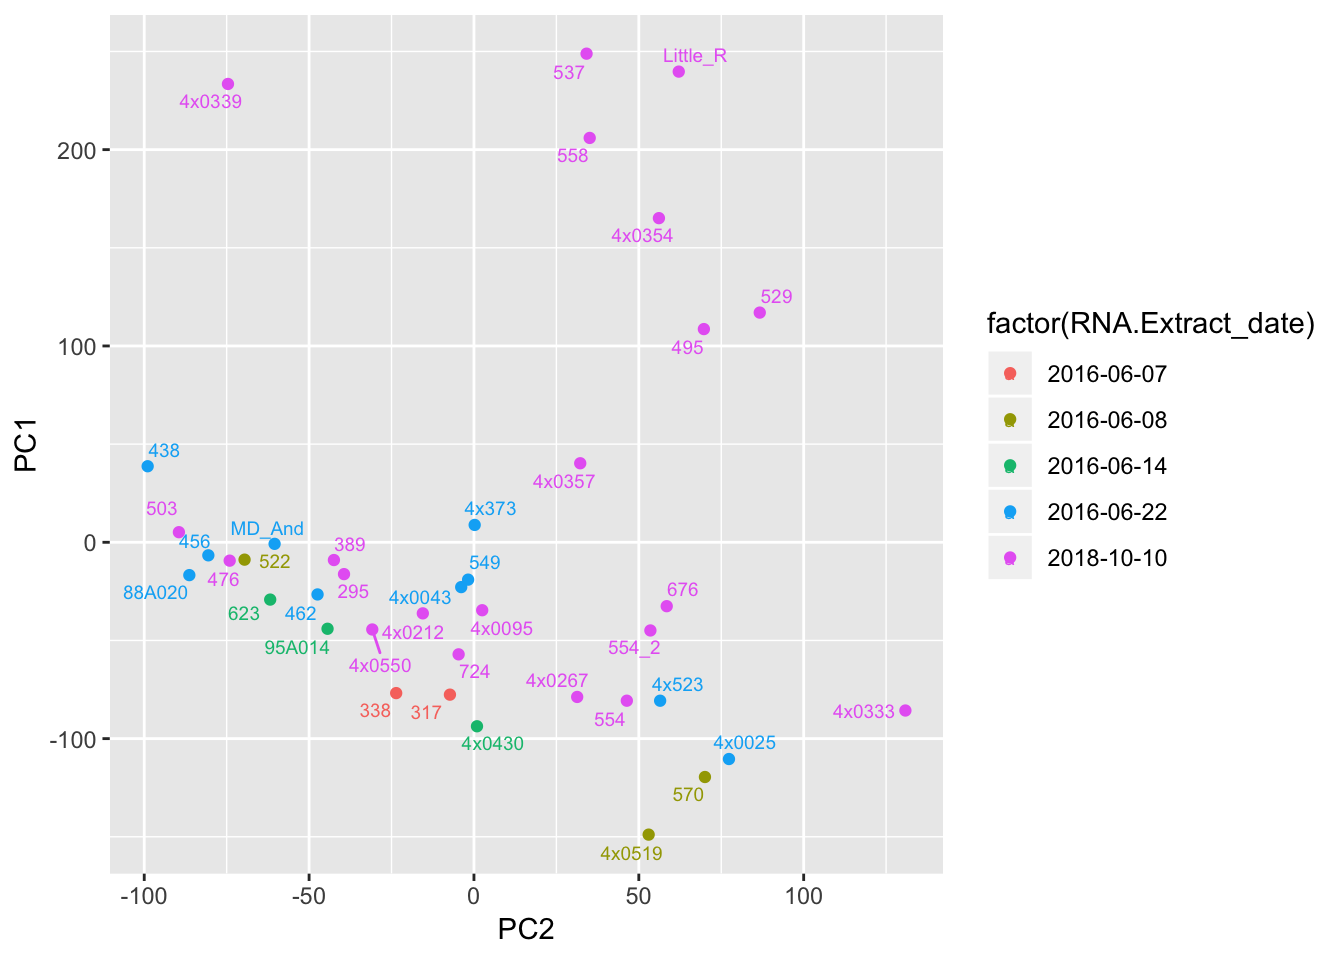 Little_R
537
4x0339
200
558
4x0354
529
100
495
factor(RNA.Extract_date)
2016-06-07
2016-06-08
2016-06-14
2016-06-22
2018-10-10
PC1
438
4x0357
503
4x373
MD_And
456
389
0
522
549
476
295
88A020
4x0043
676
623
462
4x0212
4x0095
95A014
554_2
4x0550
724
4x0267
4x523
338
317
554
4x0333
-100
4x0430
4x0025
570
4x0519
-100
-50
0
50
100
PC2